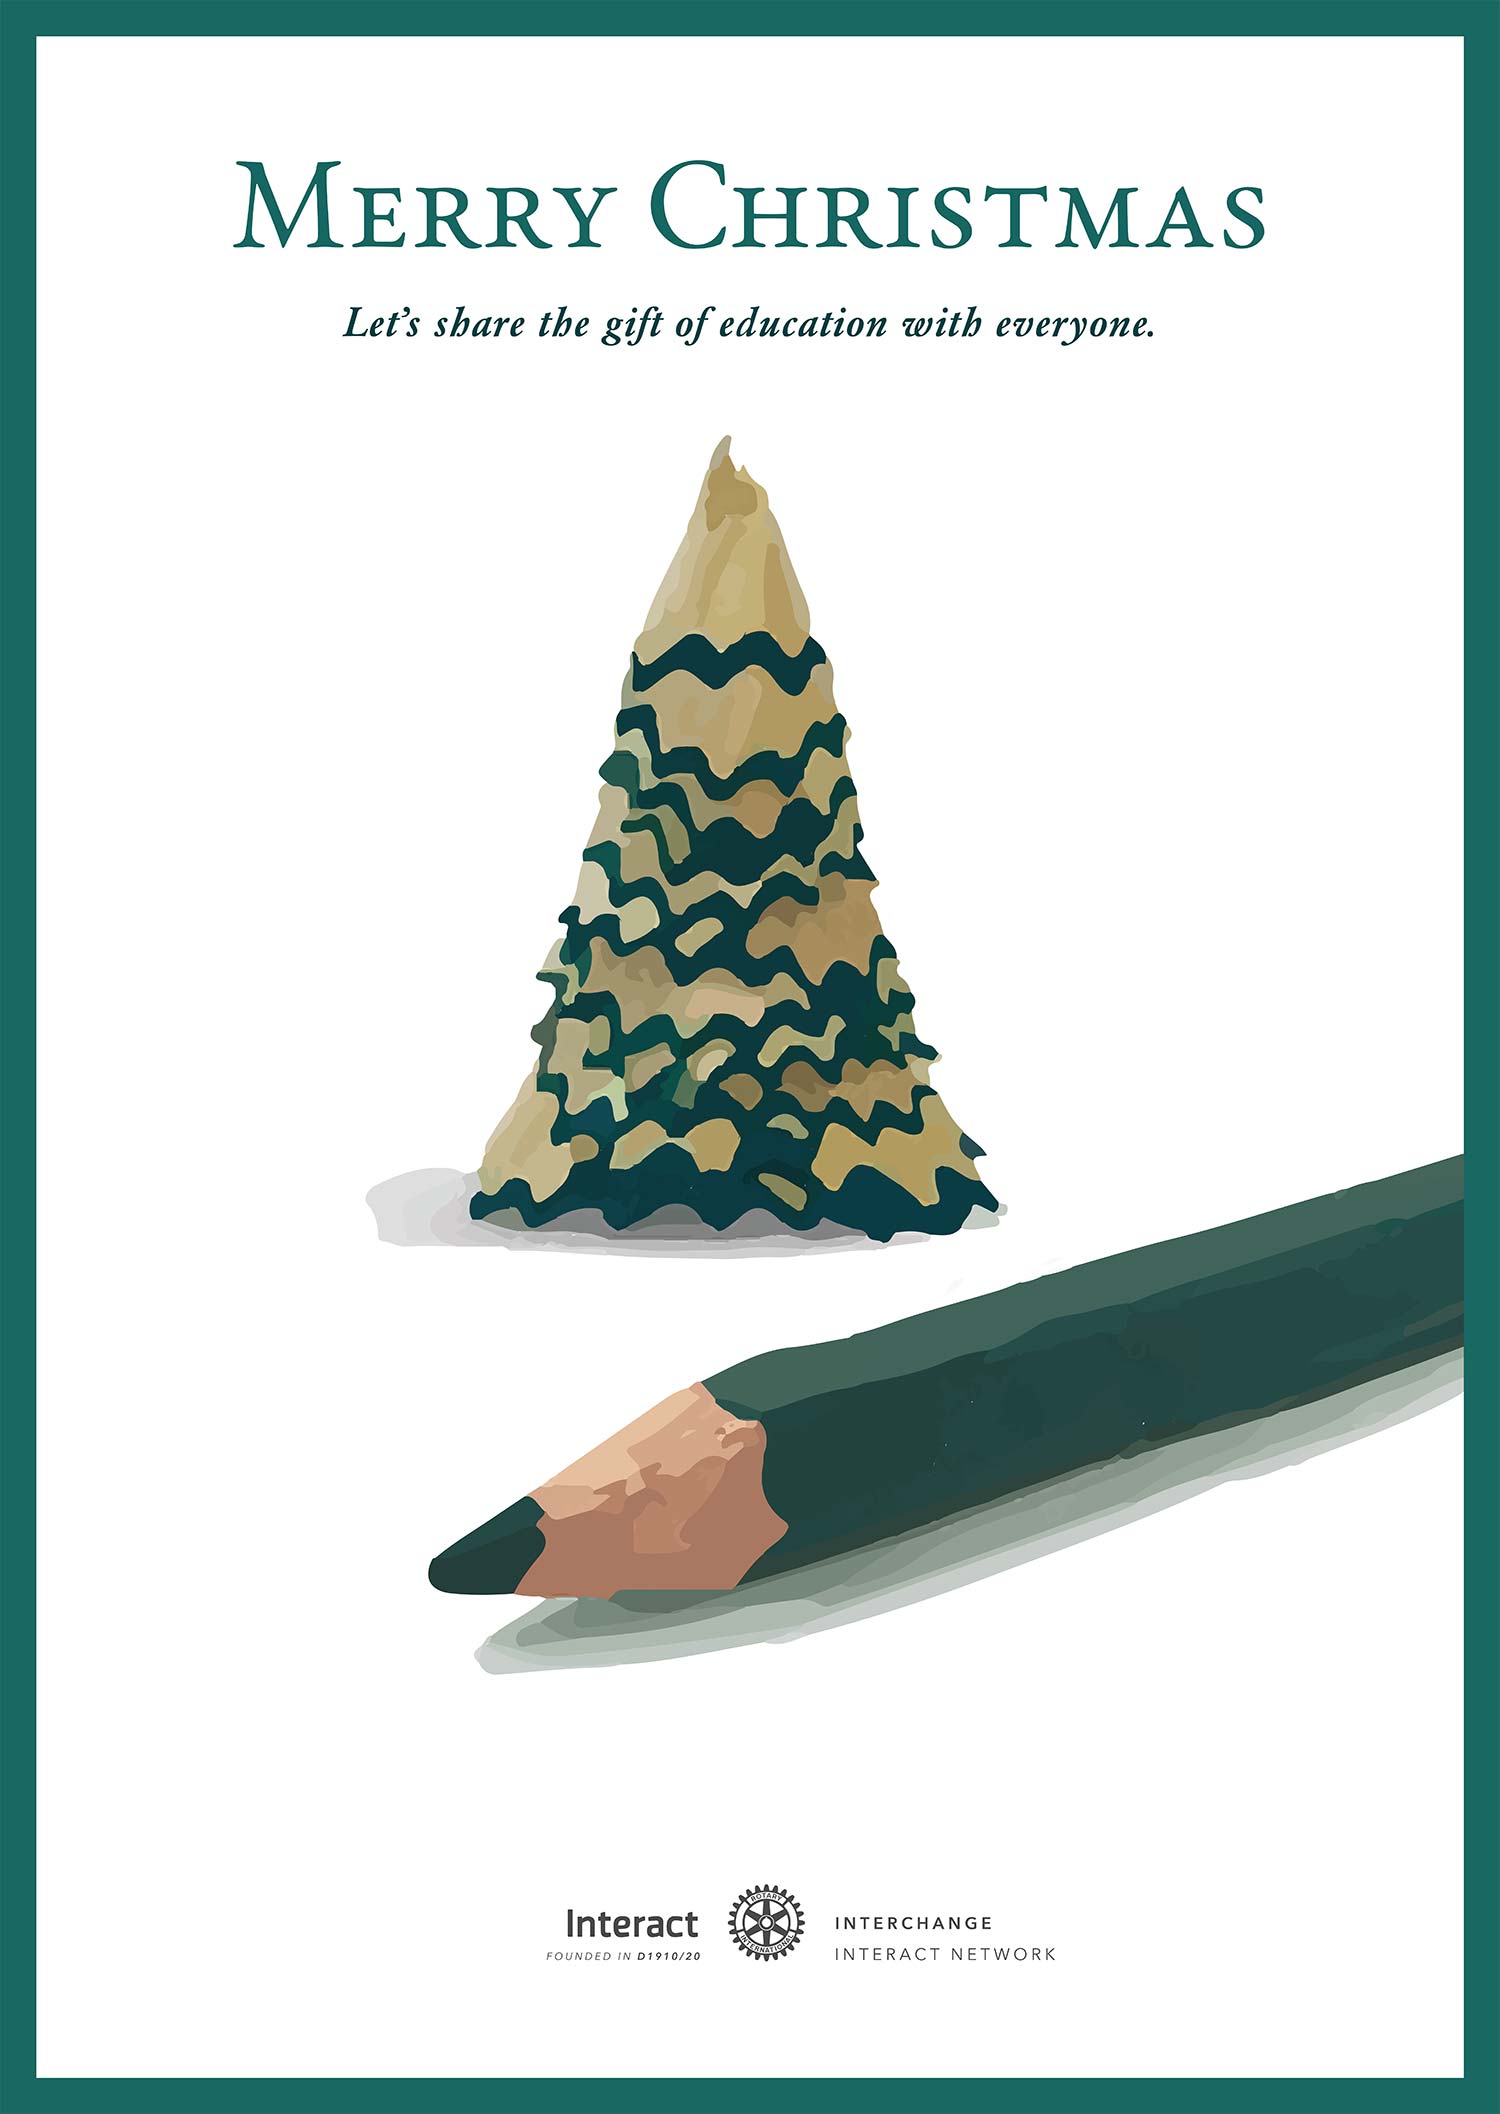 MERRY CHRISTMAS
Let's share the gift of education with everyone.
Interact
FOUNDED IN D1910/20
ROTARY
INTERNATIONAL
INTERCHANGE
INTERACT NETWORK